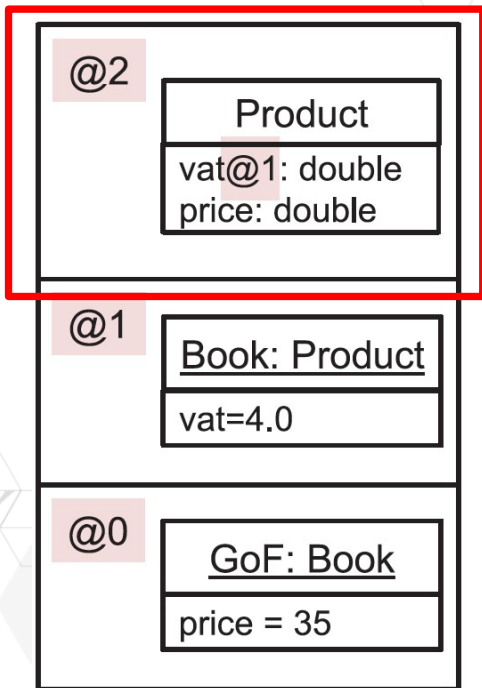 @2
Product
vat@1: double
price: double
@1
Book: Product
vat=4.0
@0
GoF: Book
price = 35